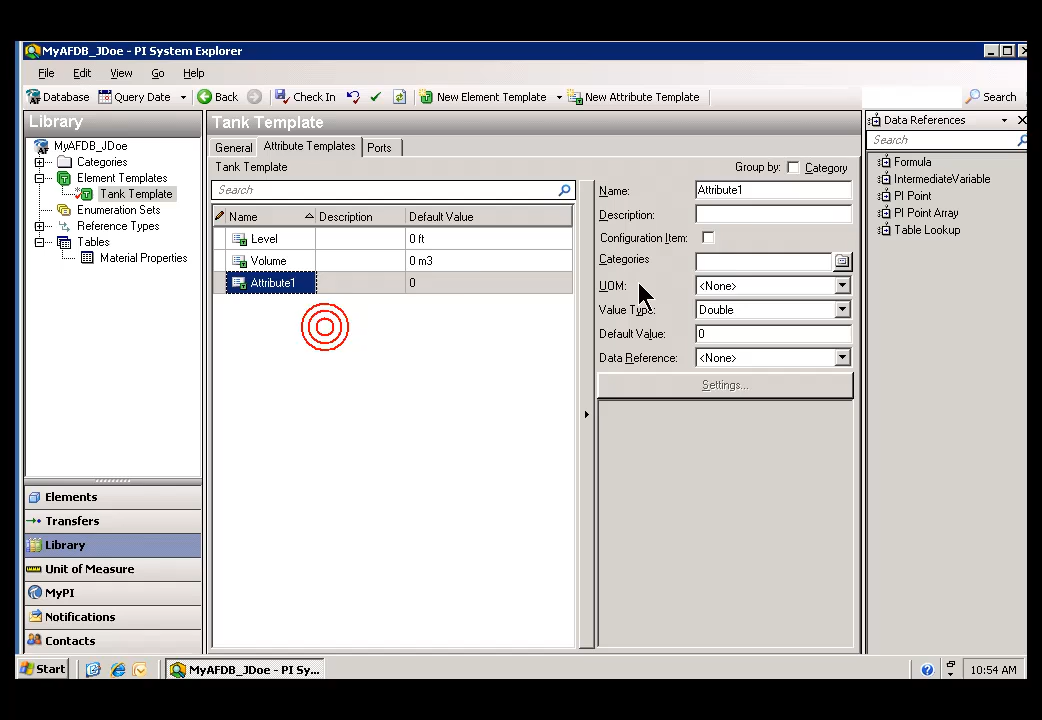 MyAFDB_JDoe - PI System Explorer
File Edit View Go Help
Database Query Date Back Check In New Element Template New Attribute Template Search
Library
MyAFDB_JDoe
Categories
Element Templates
Tank Template
Enumeration Sets
Reference Types
Tables
Material Properties
Elements
Transfers
Library
Unit of Measure
MyPI
Notifications
Contacts
Tank Template
General Attribute Templates Ports
Tank Template
Group by: Category
Search
Name Description Default Value
Level 0 ft
Volume 0 m3
Attribute1 0
Name: Attribute1
Description:
Configuration Item:
Categories
UOM: <None>
Value Type: Double
Default Value: 0
Data Reference: <None>
Settings...
Data References
Search
Formula
IntermediateVariable
PI Point
PI Point Array
Table Lookup
Start MyAFDB_JDoe - PI Sy... 10:54 AM